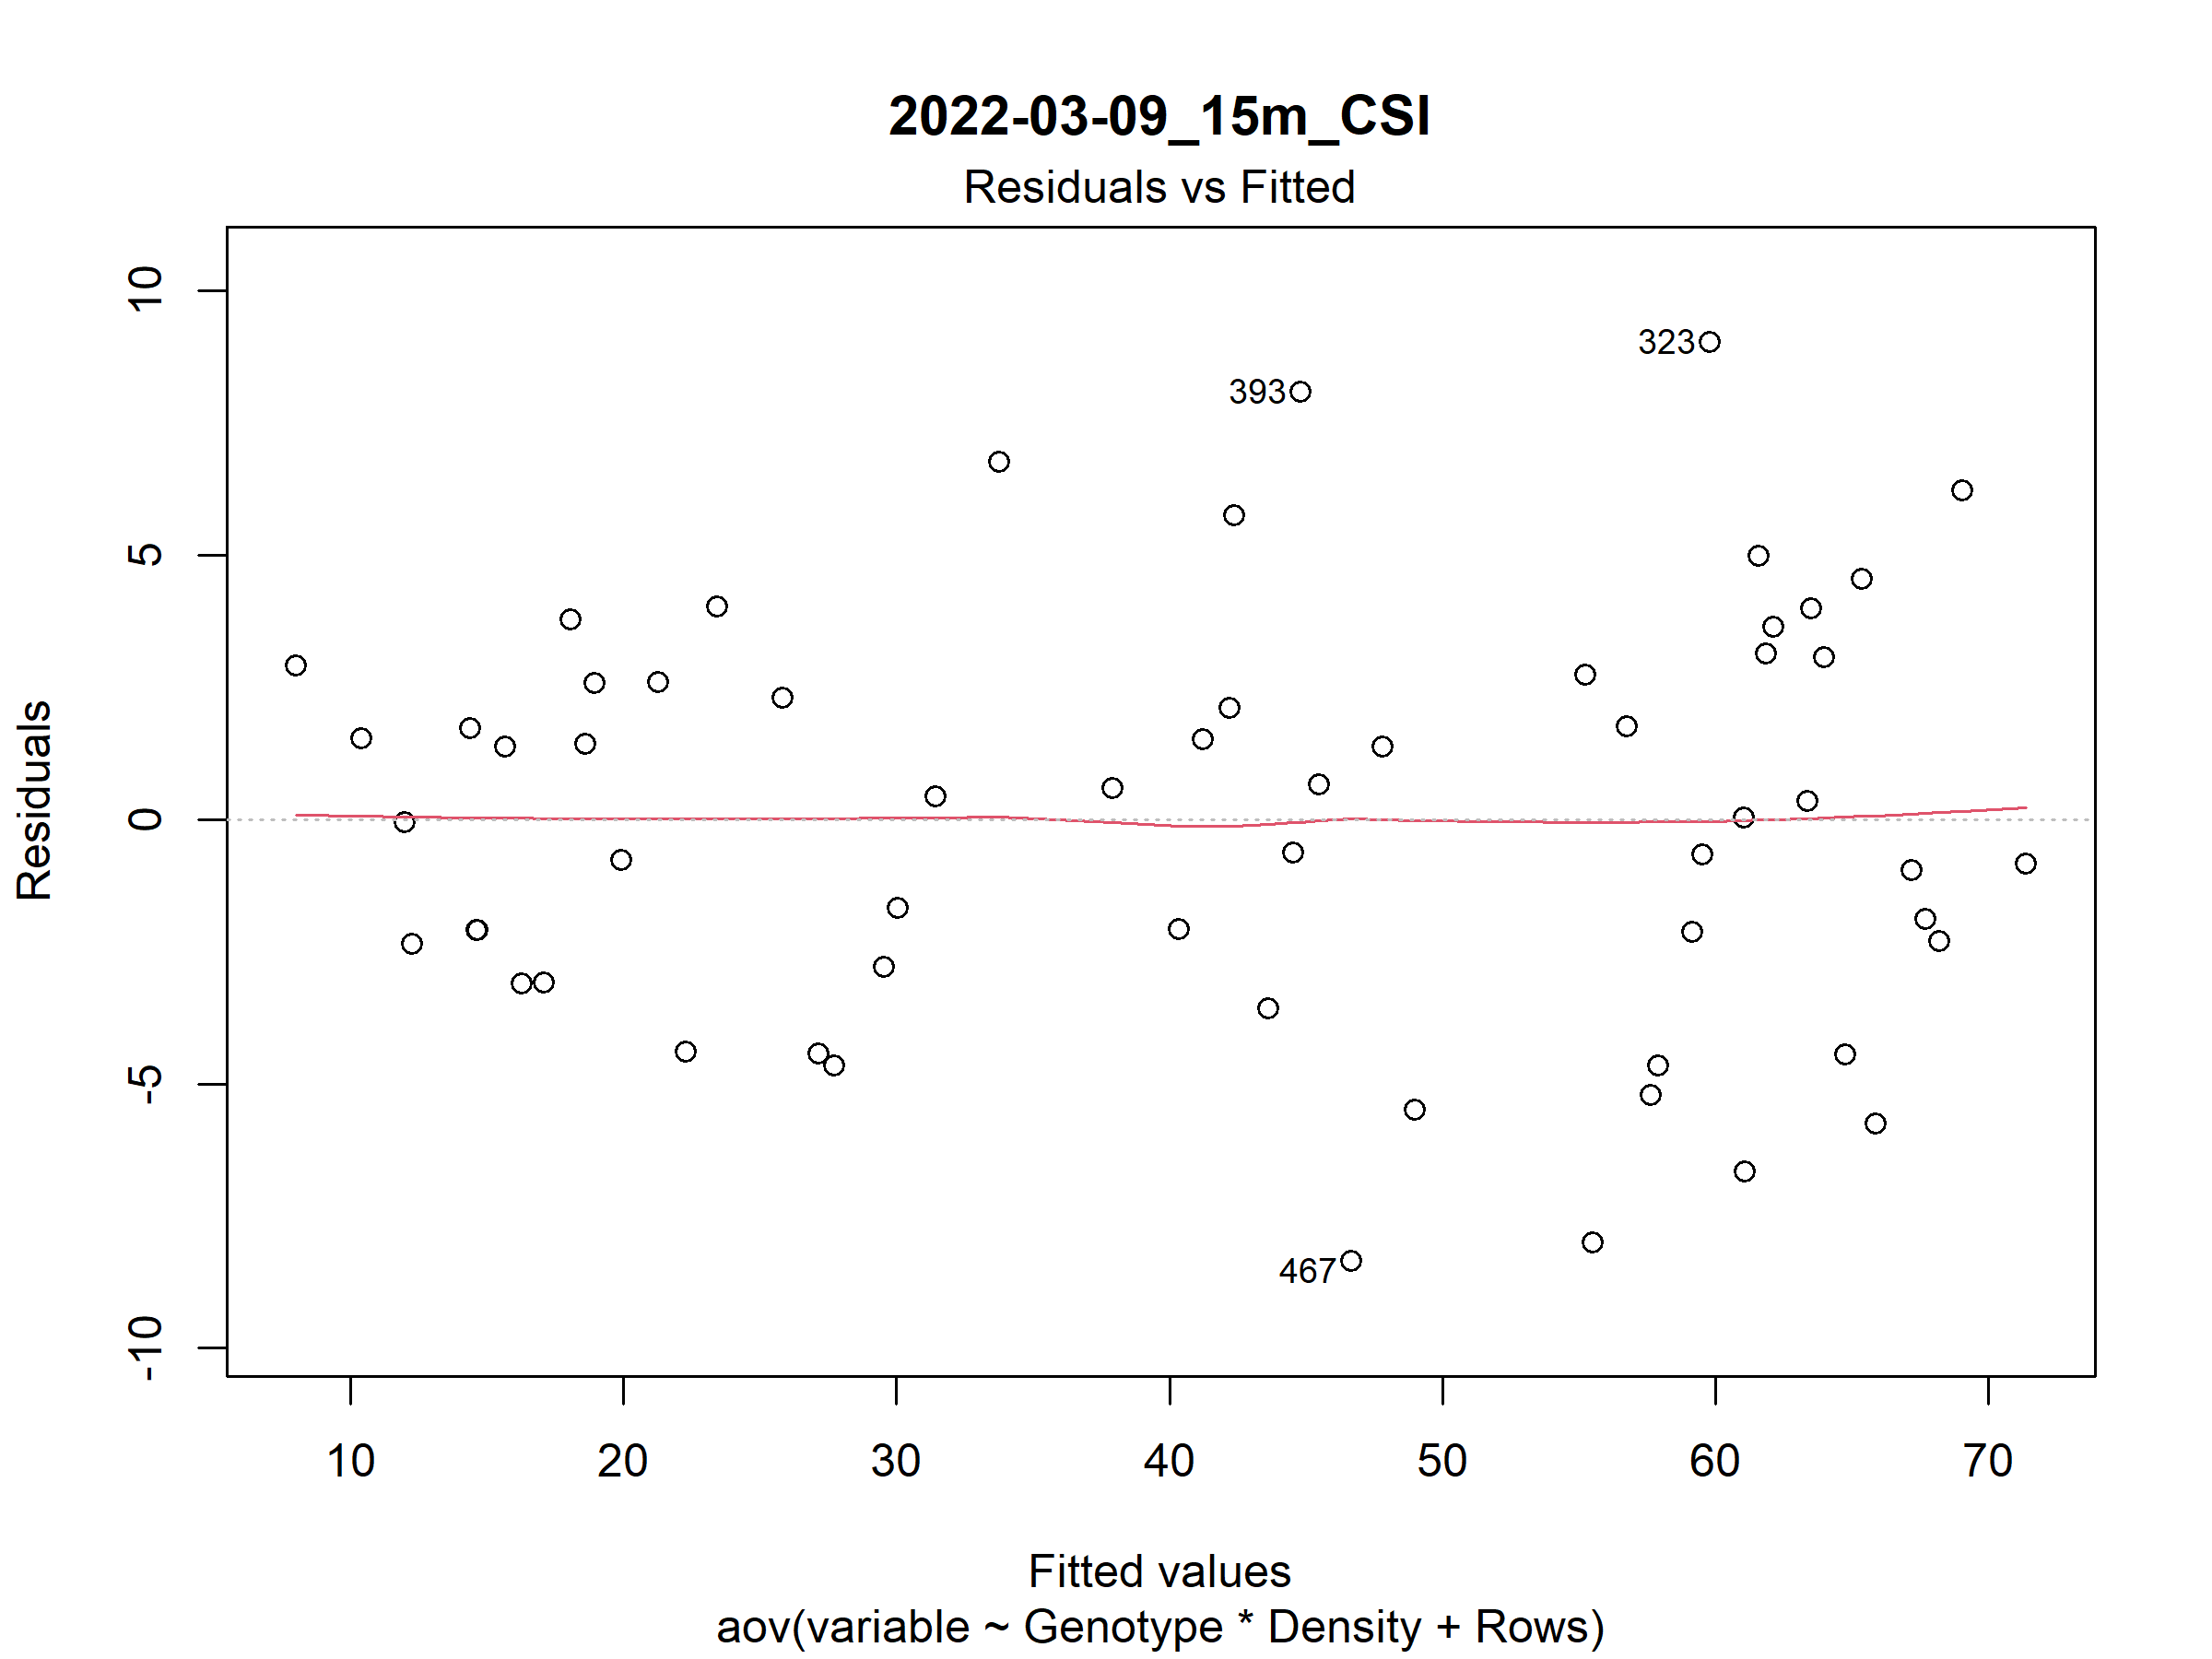 2022-03-09_15m_CSI
Residuals vs Fitted
10
5
0
-5
-10
Residuals
323
393
467
10 20 30 40 50 60 70
Fitted values
aov(variable ~ Genotype * Density + Rows)